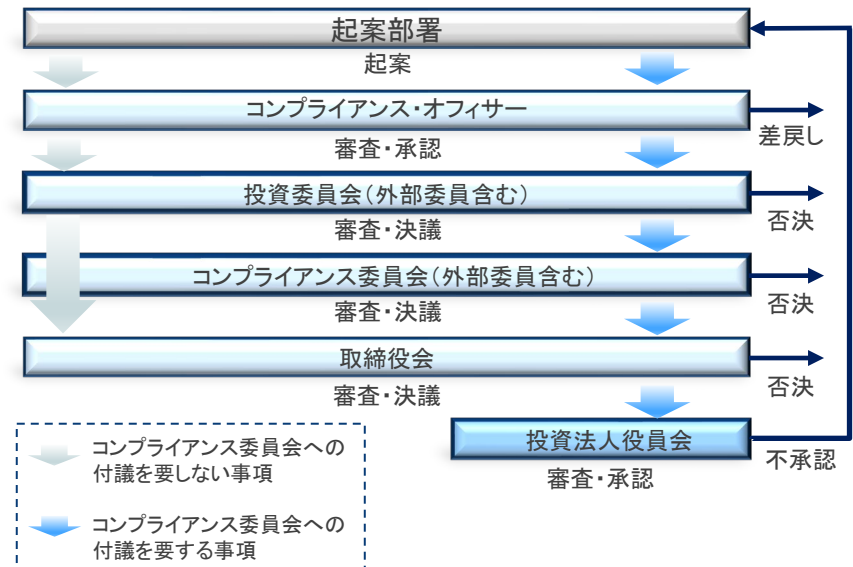 起案部署
起案
コンプライアンス・オフィサー
差戻し
審査・承認
投資委員会（外部委員含む）
否決
審査・決議
コンプライアンス委員会（外部委員含む）
否決
審査・決議
取締役会
否決
審査・決議
投資法人役員会
不承認
審査・承認
コンプライアンス委員会への
付議を要しない事項
コンプライアンス委員会への
付議を要する事項